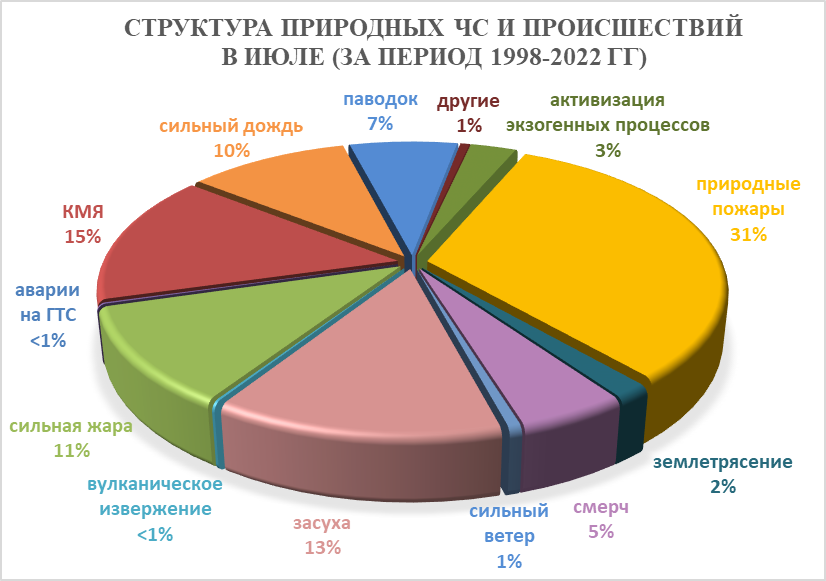 СТРУКТУРА ПРИРОДНЫХ ЧС И ПРОИСШЕСТВИЙ
В ИЮЛЕ (ЗА ПЕРИОД 1998-2022 ГГ)
паводок
7%
другие
1%
активизация
экзогенных процессов
3%
природные
пожары
31%
землетрясение
2%
смерч
5%
сильный
ветер
1%
засуха
13%
вулканическое
извержение
<1%
сильная жара
11%
аварии
на ГТС
<1%
КМЯ
15%
сильный дождь
10%